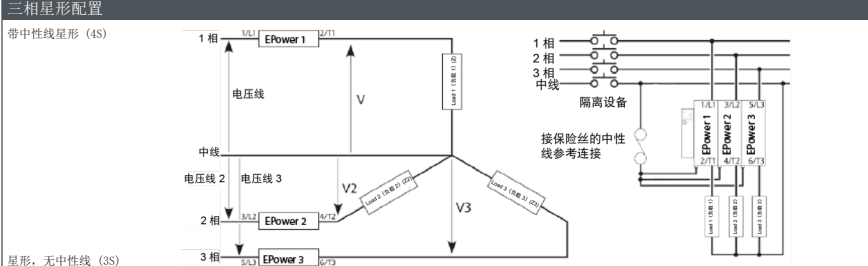 三相星形配置
带中性线星形 (4S)
1 相
1/L1
EPower 1
2/T1
电压线
V
Load 1 (负载 1) (Z)
中线
电压线 2
电压线 3
V2
Load 2 (负载 2) (Z2)
Load 3 (负载 3) (Z3)
V3
2 相
3/L2
EPower 2
4/T2
3 相
5/L3
EPower 3
6/T3
1 相
2 相
3 相
中线
隔离设备
接保险丝的中性
线参考连接
1/L1
3/L2
5/L3
EPower 1
EPower 2
EPower 3
2/T1
4/T2
6/T3
Load 1 (负载 1)
Load 2 (负载 2)
Load 3 (负载 3)
星形, 无中性线 (3S)